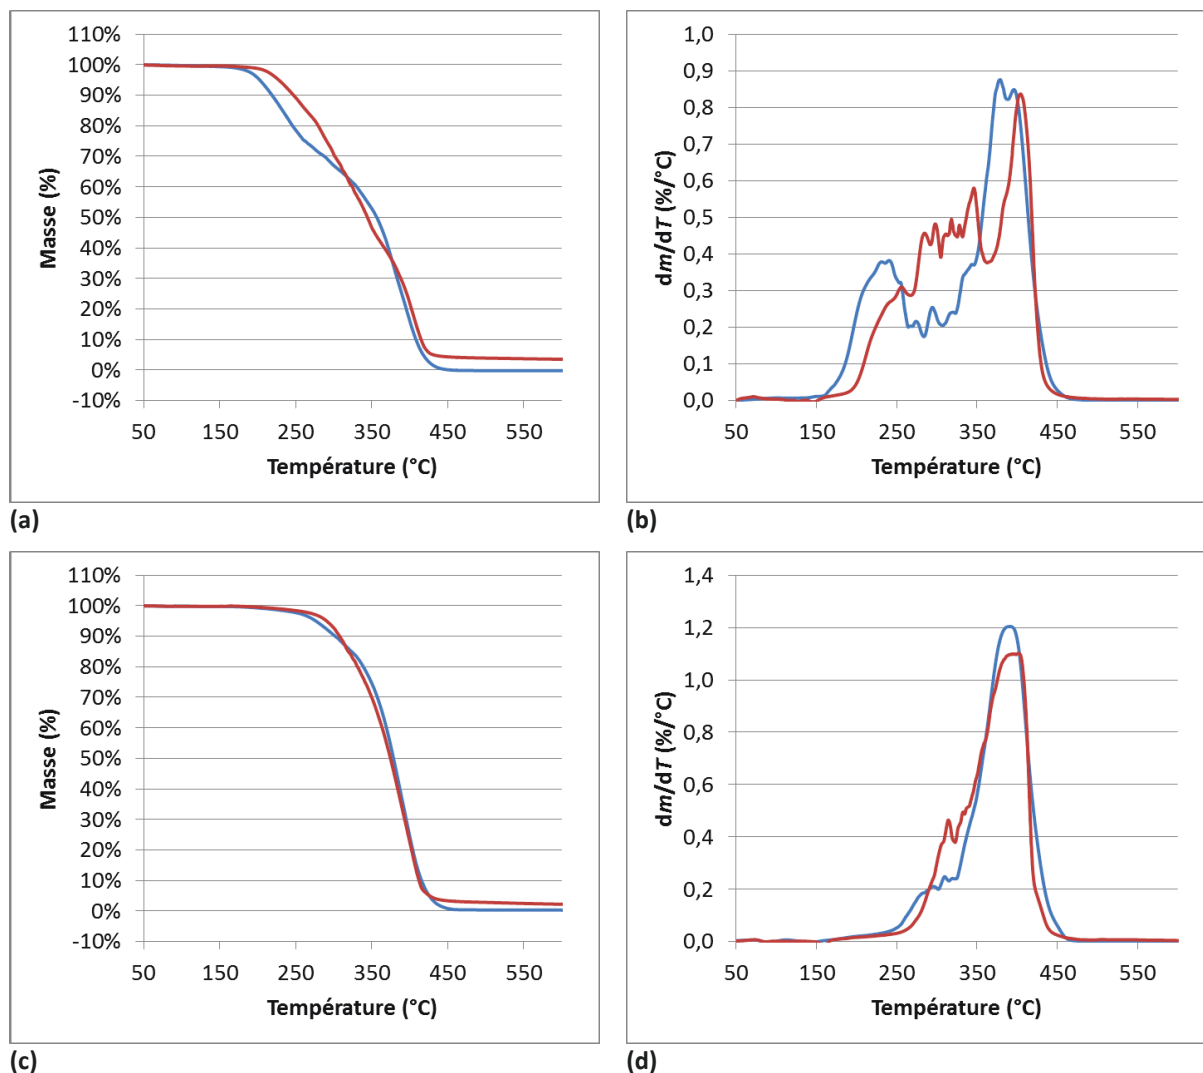 110%
100%
90%
80%
70%
60%
50%
40%
30%
20%
10%
0%
-10%
Masse (%)
50 150 250 350 450 550
Température (°C)
(a)
1,0
0,9
0,8
0,7
0,6
0,5
0,4
0,3
0,2
0,1
0,0
dm/dT (%/°C)
50 150 250 350 450 550
Température (°C)
(b)
110%
100%
90%
80%
70%
60%
50%
40%
30%
20%
10%
0%
-10%
Masse (%)
50 150 250 350 450 550
Température (°C)
(c)
1,4
1,2
1,0
0,8
0,6
0,4
0,2
0,0
dm/dT (%/°C)
50 150 250 350 450 550
Température (°C)
(d)